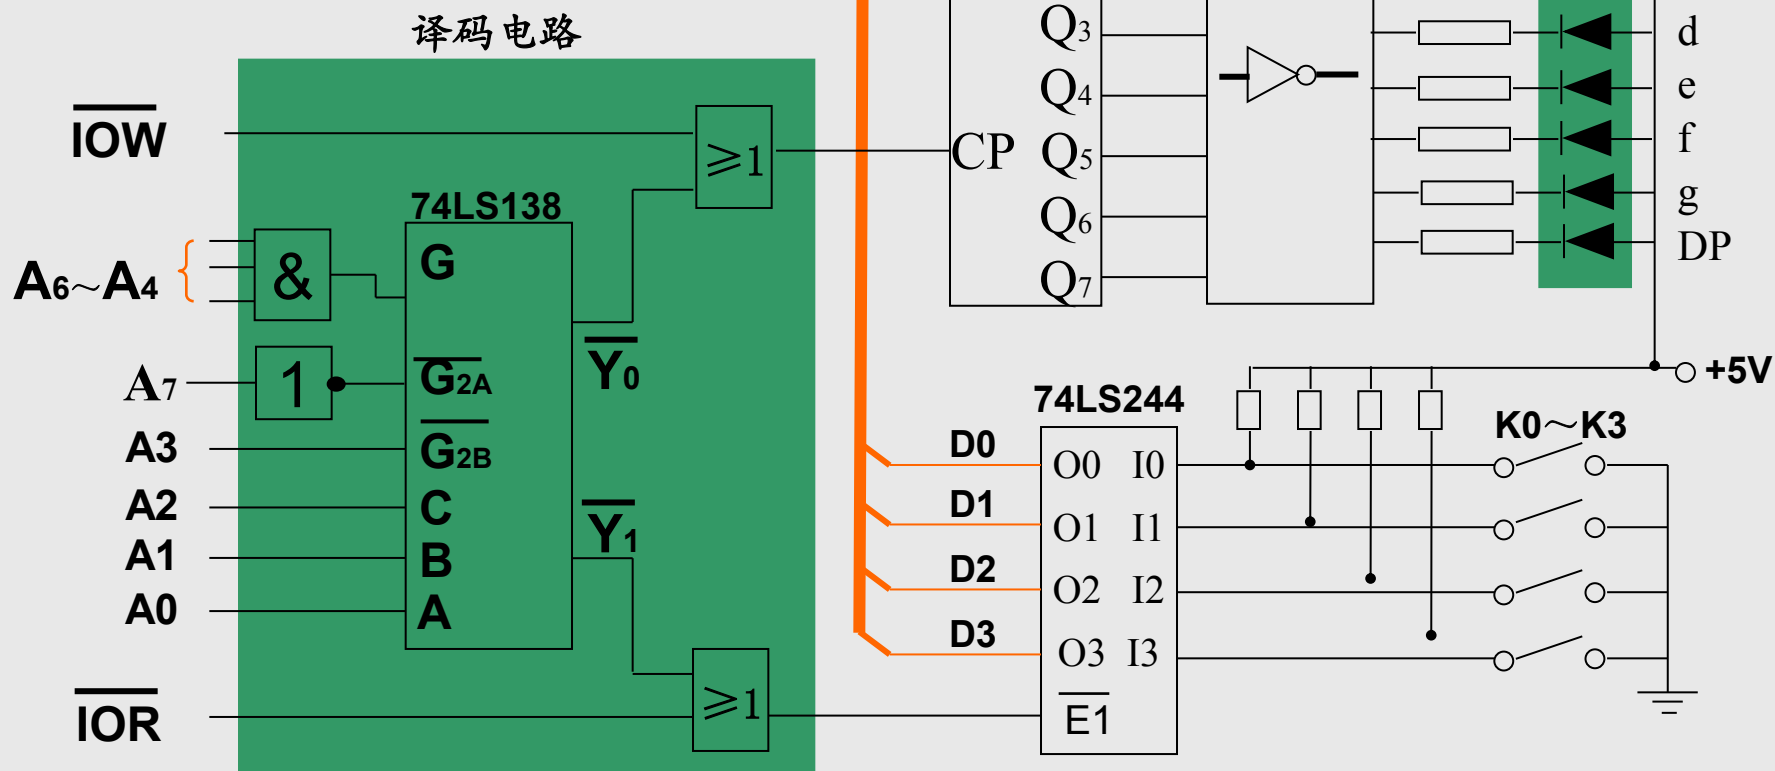 译码电路
IOW
≥1
74LS138
G
A6~A4
&
A7
1
G2A
Y0
A3
G2B
A2
C
Y1
A1
B
A0
A
IOR
≥1
CP
Q3
Q4
Q5
Q6
Q7
d
e
f
g
DP
+5V
74LS244
K0~K3
D0
O0 I0
D1
O1 I1
D2
O2 I2
D3
O3 I3
E1